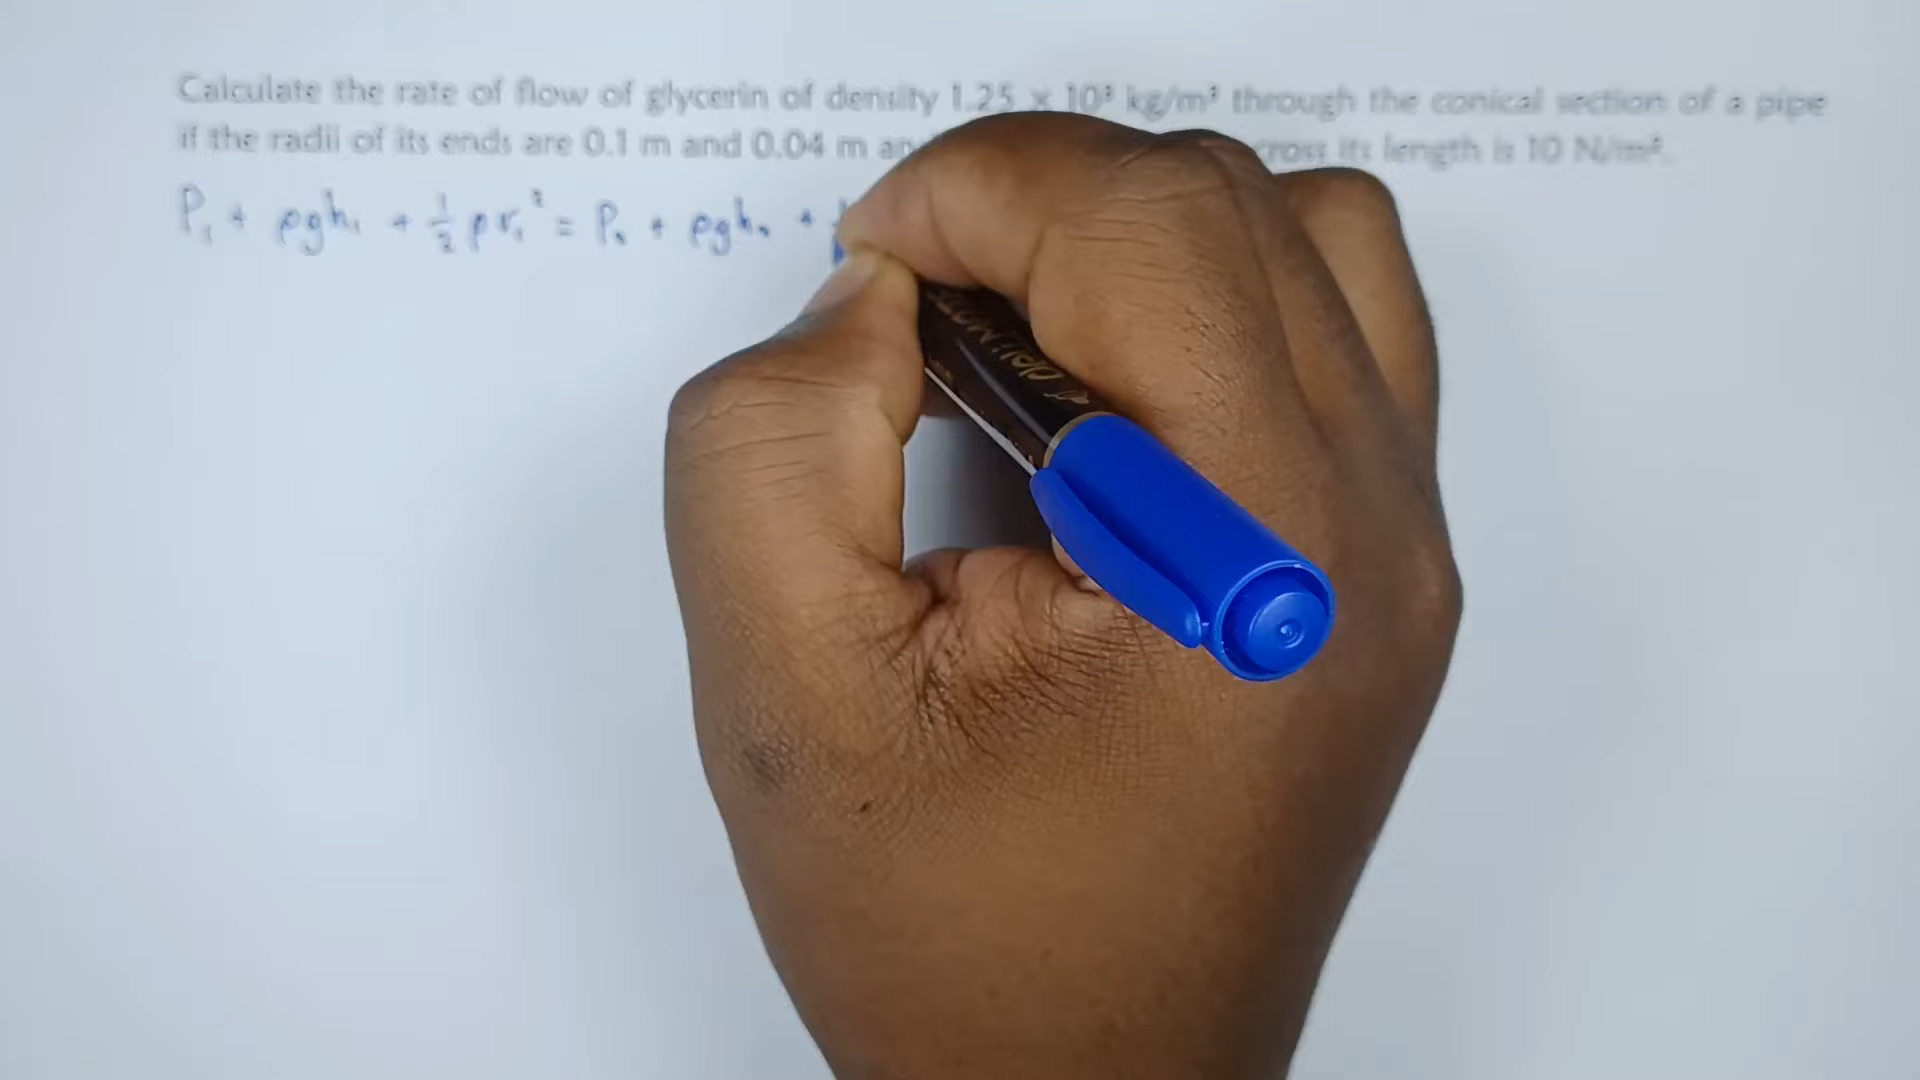 Calculate the rate of flow of glycerin of density 1.25 × 10³ kg/m³ through the conical section of a pipe
if the radii of its ends are 0.1 m and 0.04 m across its length is 10 N/m².
P₁ + ρgh₁ + ½ρv₁² = P₂ + ρgh₂ +